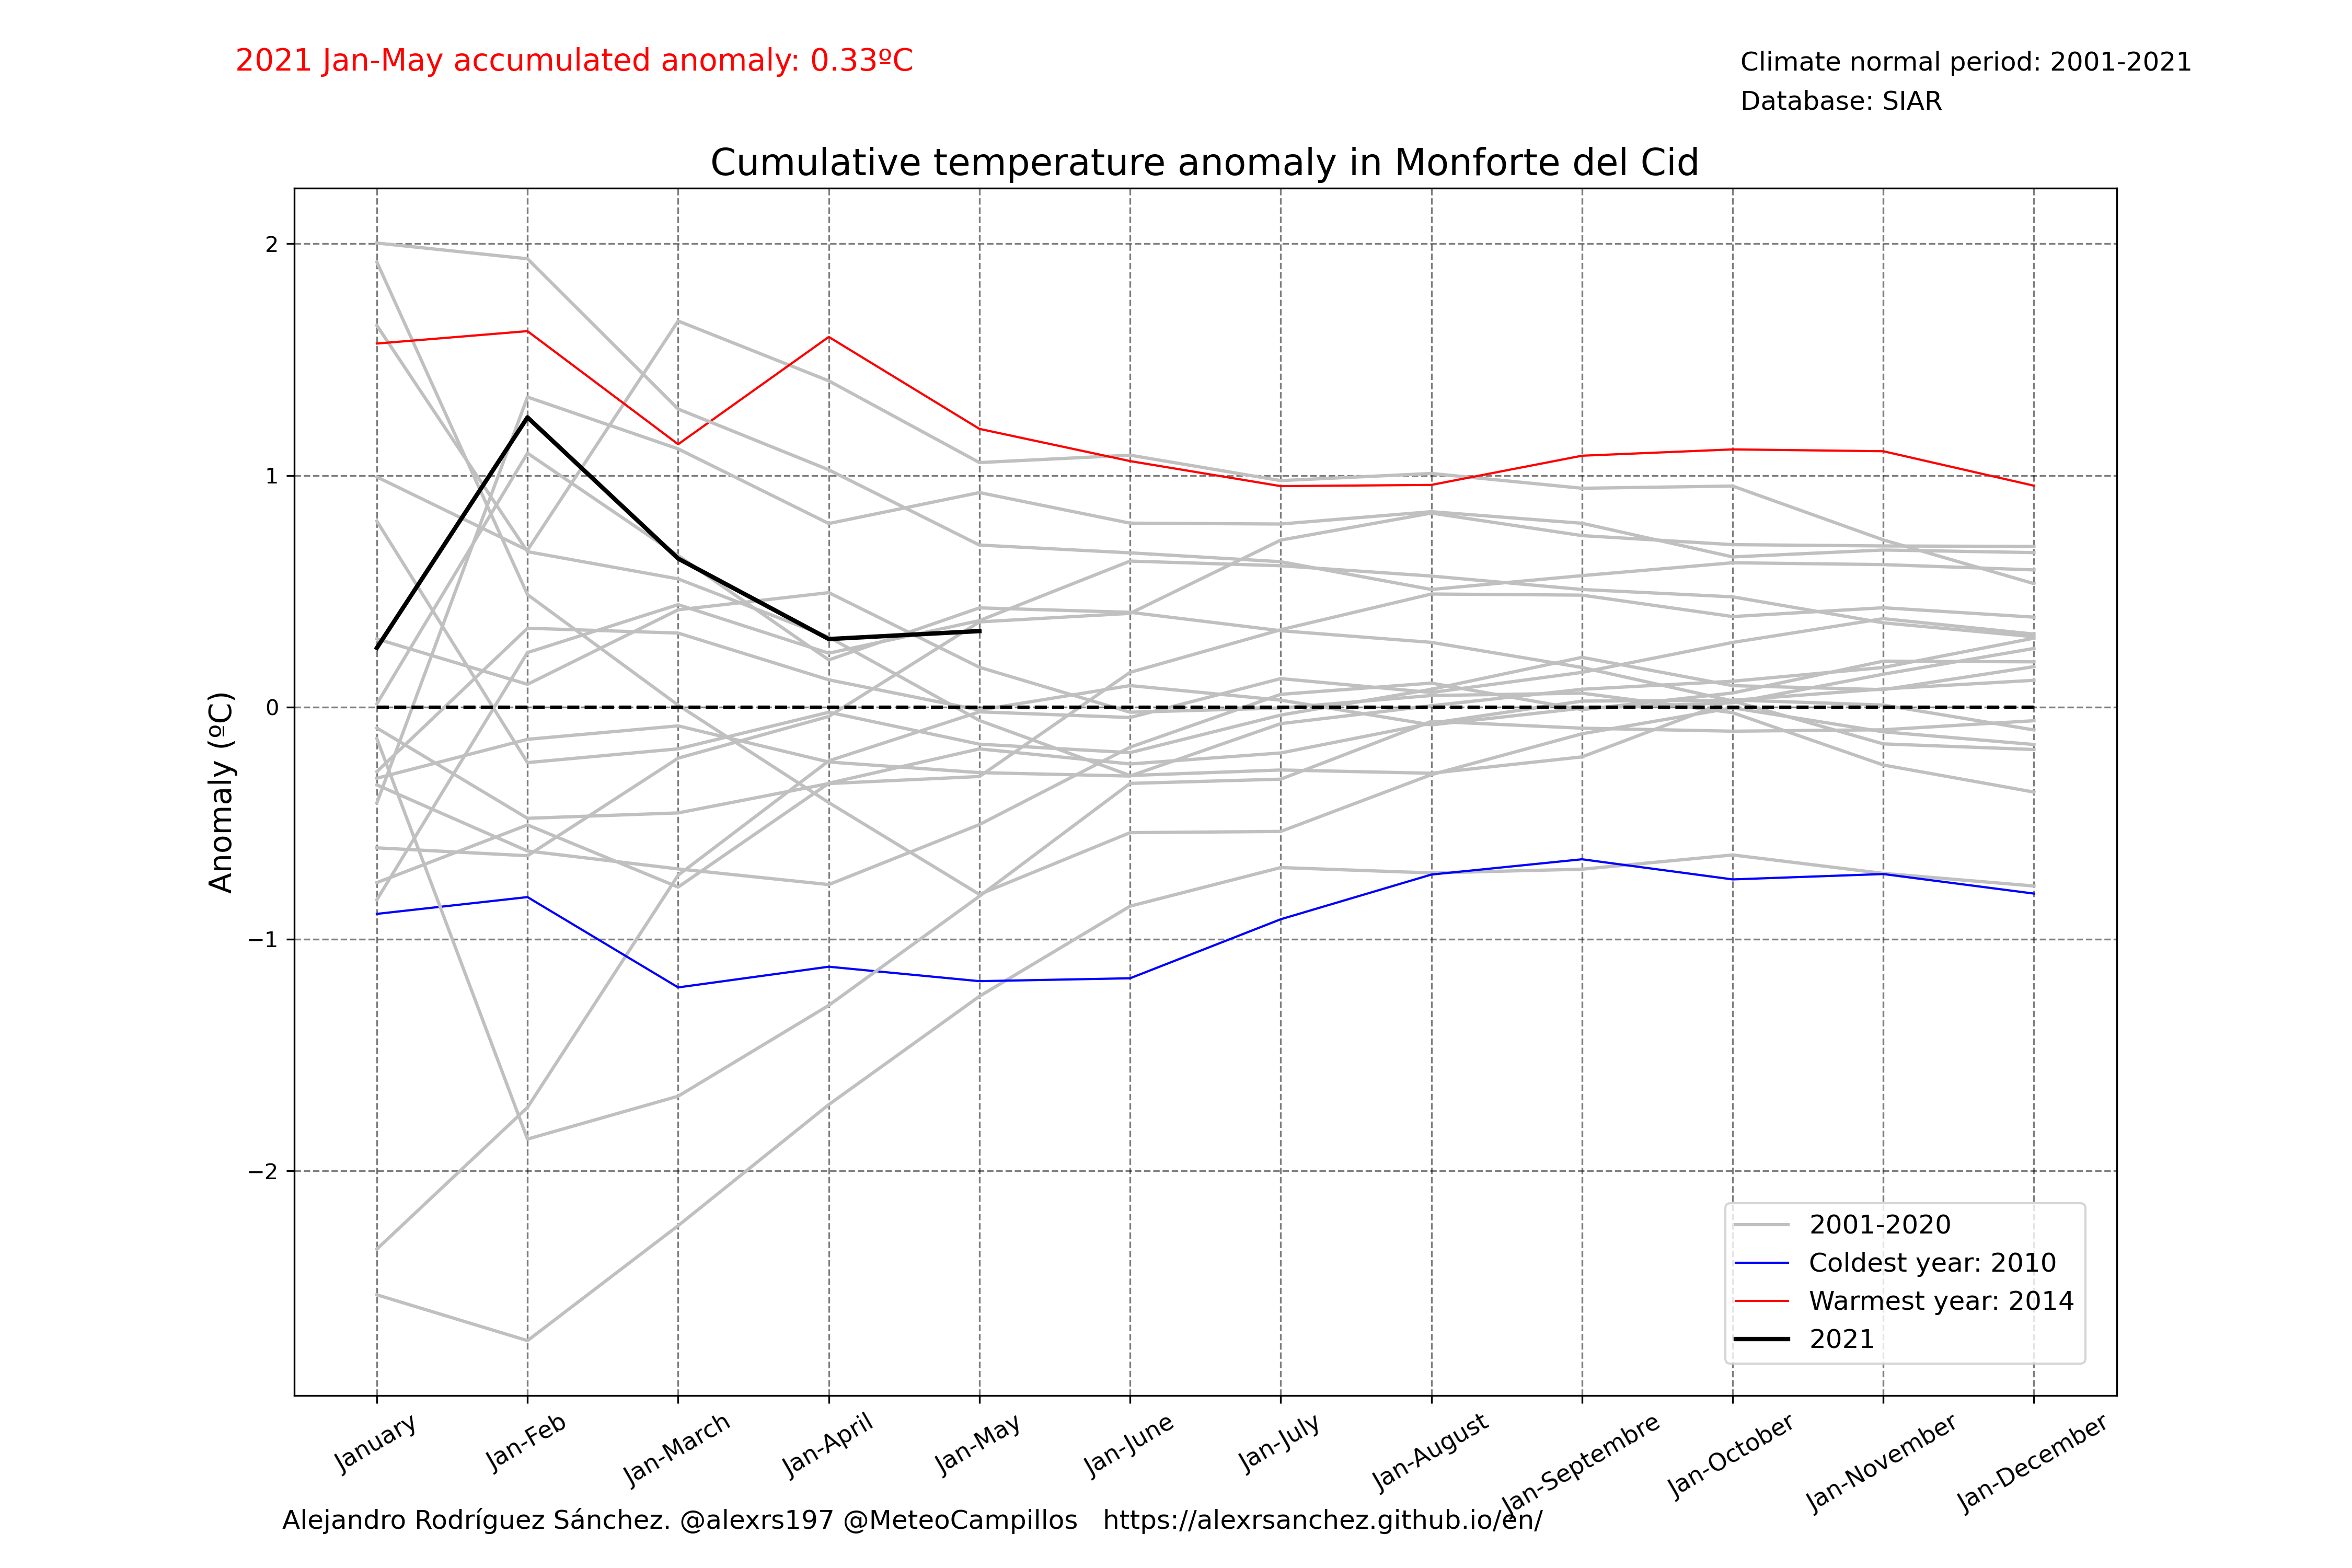 2021 Jan-May accumulated anomaly: 0.33ºC
Climate normal period: 2001-2021
Database: SIAR
Cumulative temperature anomaly in Monforte del Cid
Anomaly (ºC)
2
1
0
−1
−2
2001-2020
Coldest year: 2010
Warmest year: 2014
2021
January
Jan-Feb
Jan-March
Jan-April
Jan-May
Jan-June
Jan-July
Jan-August
Jan-Septembre
Jan-October
Jan-November
Jan-December
Alejandro Rodríguez Sánchez. @alexrs197 @MeteoCampillos   https://alexrsanchez.github.io/en/